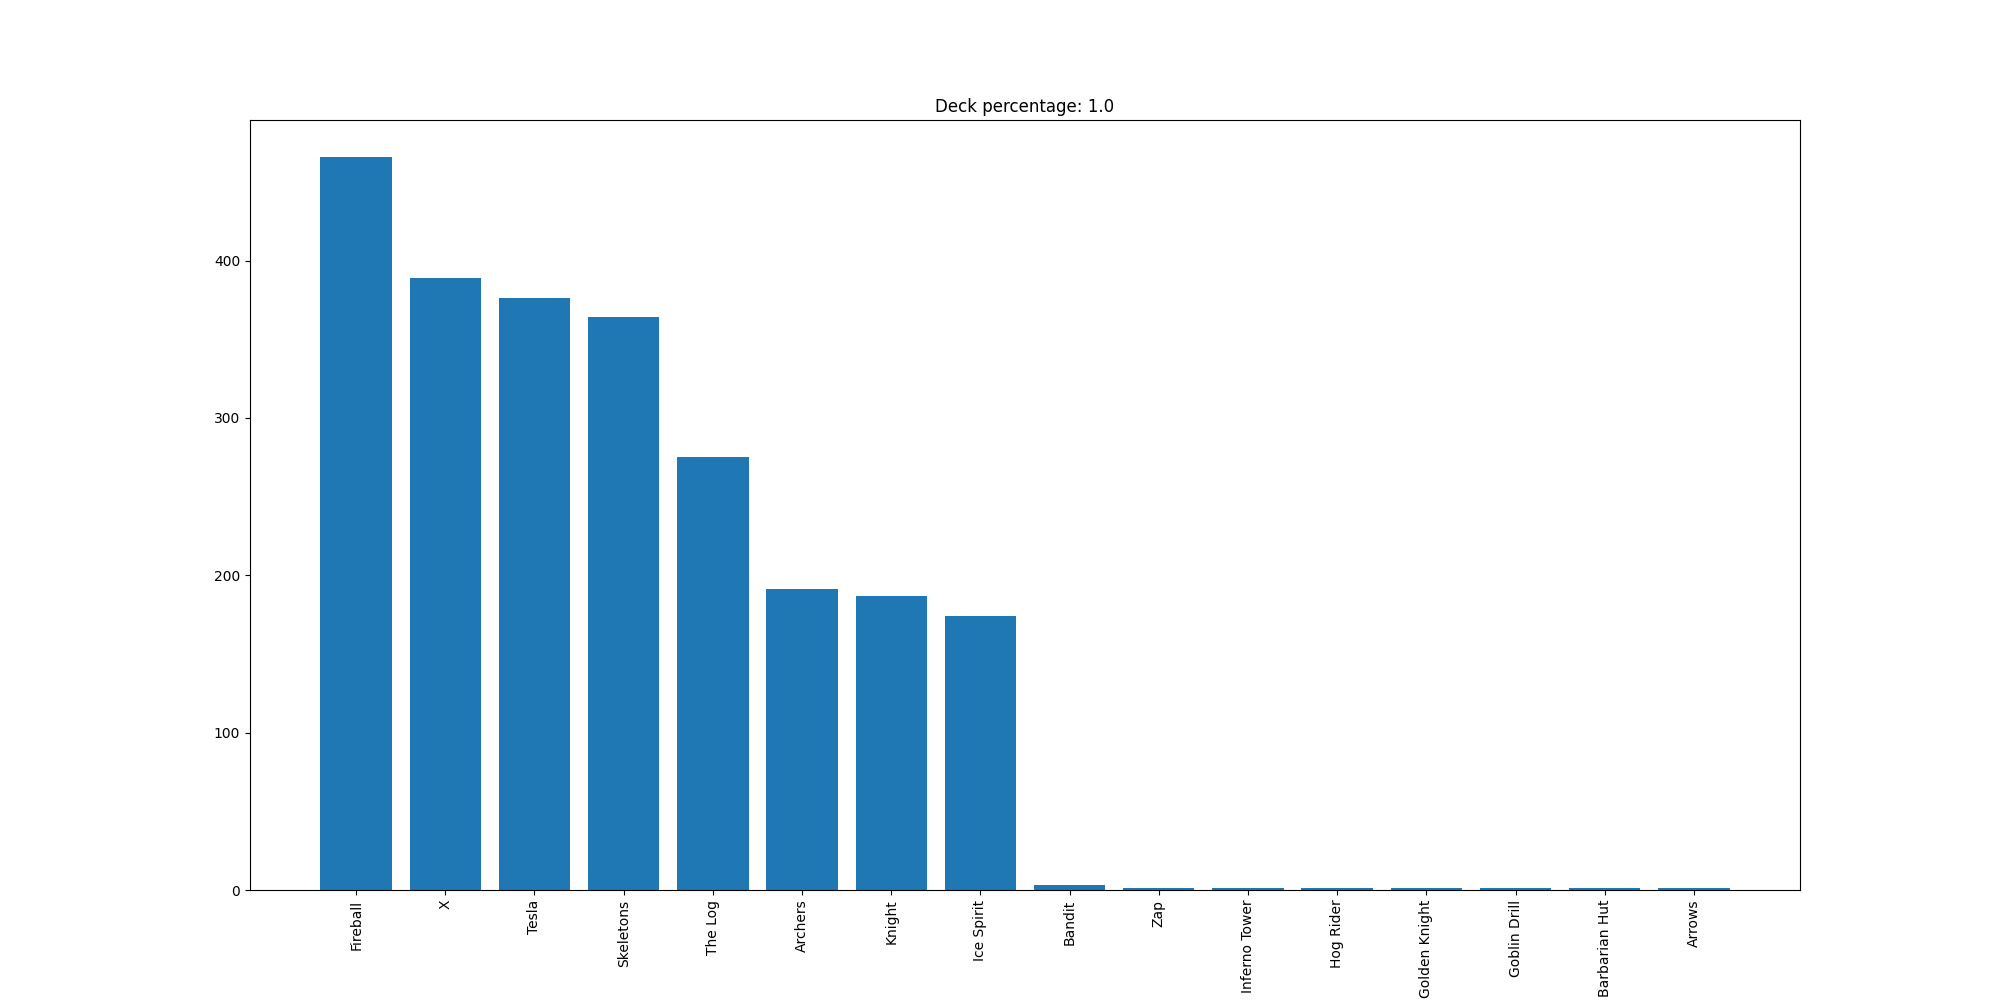 Deck percentage: 1.0
400
300
200
100
0
Fireball
X
Tesla
Skeletons
The Log
Archers
Knight
Ice Spirit
Bandit
Zap
Inferno Tower
Hog Rider
Golden Knight
Goblin Drill
Barbarian Hut
Arrows